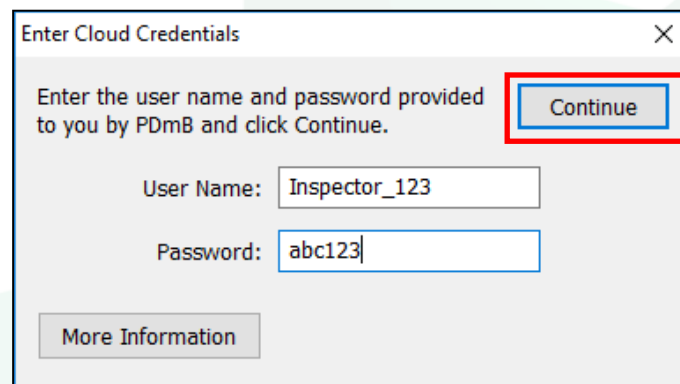 Enter Cloud Credentials
Enter the user name and password provided
to you by PDmB and click Continue.
Continue
User Name: Inspector_123
Password: abc123
More Information